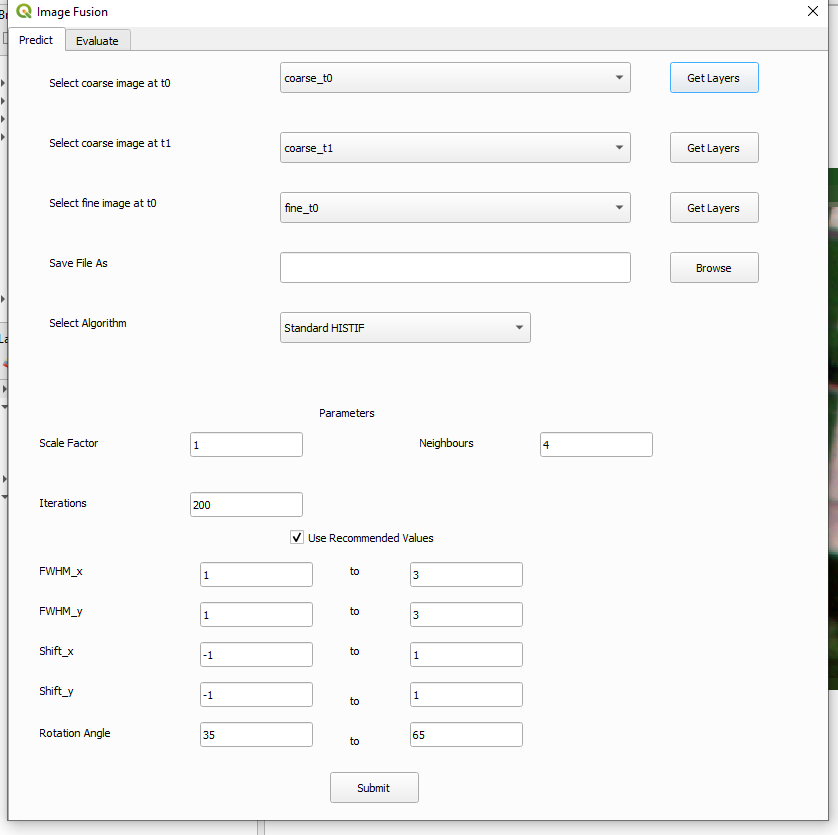 Image Fusion
Predict Evaluate
Select coarse image at t0 coarse_t0 Get Layers
Select coarse image at t1 coarse_t1 Get Layers
Select fine image at t0 fine_t0 Get Layers
Save File As Browse
Select Algorithm Standard HISTIF
Parameters
Scale Factor 1 Neighbours 4
Iterations 200
Use Recommended Values
FWHM_x 1 to 3
FWHM_y 1 to 3
Shift_x -1 to 1
Shift_y -1 to 1
Rotation Angle 35 to 65
Submit